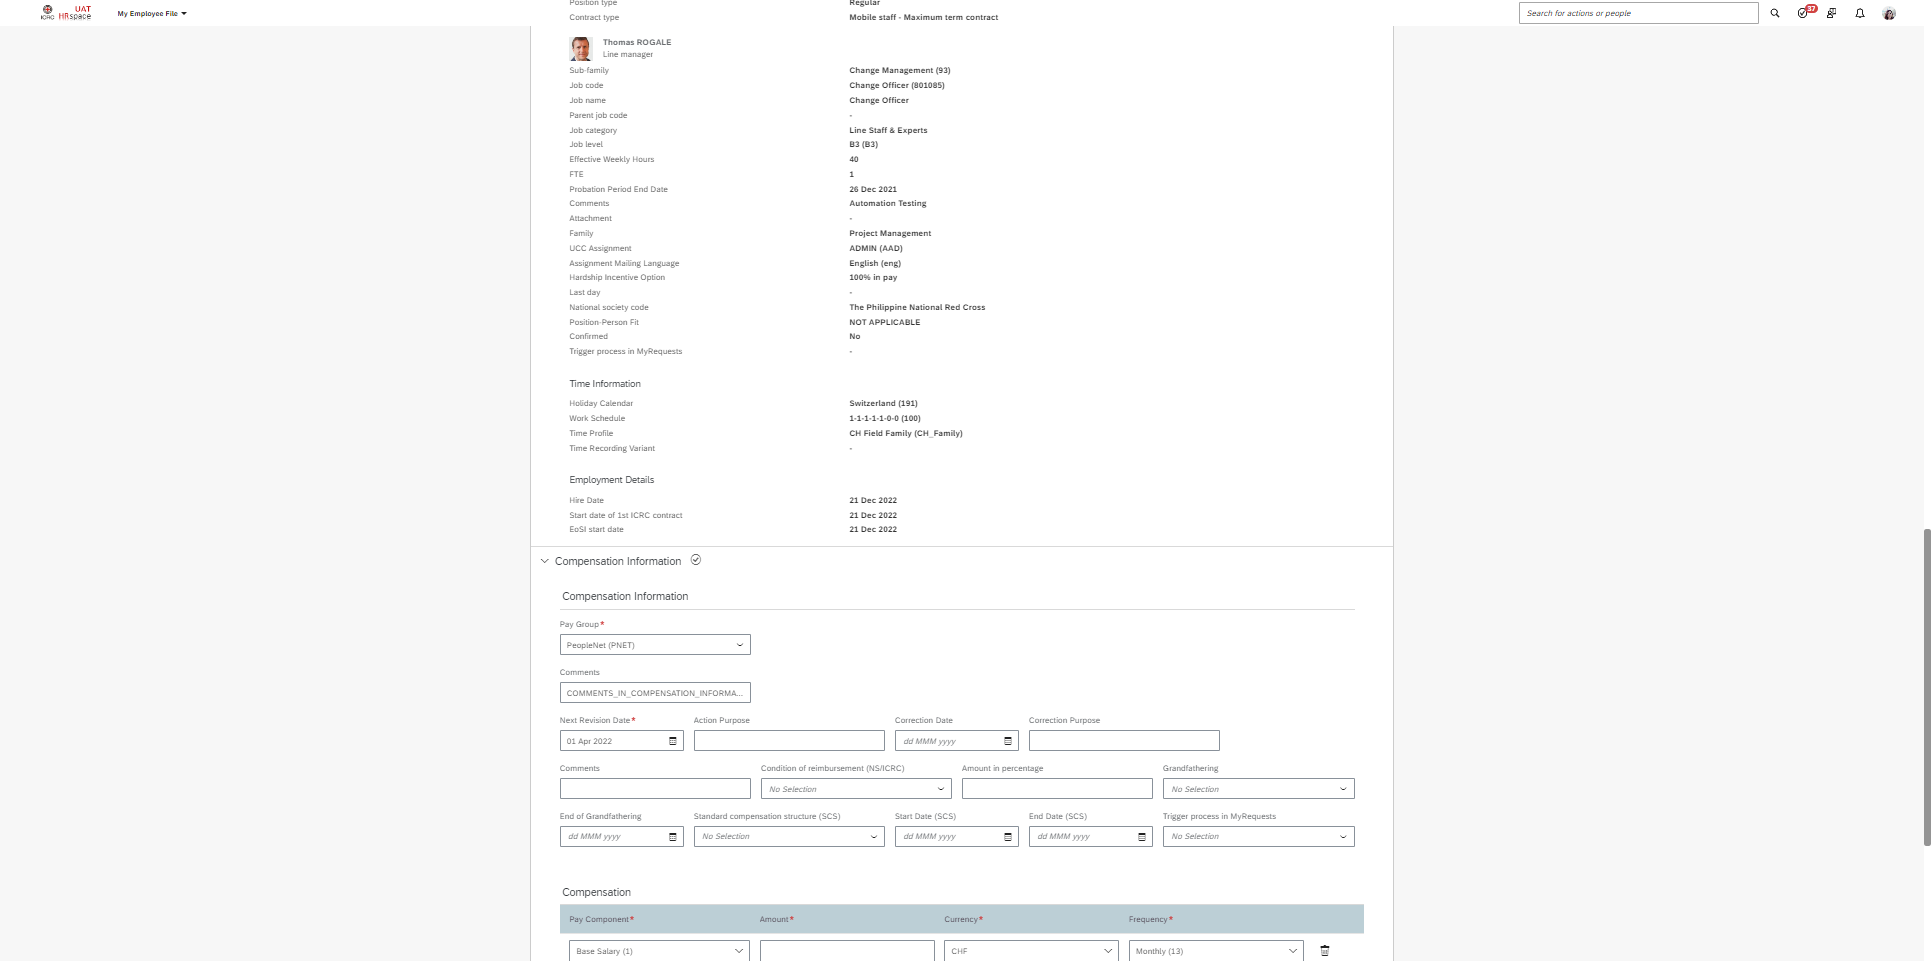 ICRC UAT HRspace My Employee File Search for actions or people 37
Position type Regular
Contract type Mobile staff - Maximum term contract
Thomas ROGALE
Line manager
Sub-family Change Management (93)
Job code Change Officer (801085)
Job name Change Officer
Parent job code -
Job category Line Staff & Experts
Job level B3 (B3)
Effective Weekly Hours 40
FTE 1
Probation Period End Date 26 Dec 2021
Comments Automation Testing
Attachment -
Family Project Management
UCC Assignment ADMIN (AAD)
Assignment Mailing Language English (eng)
Hardship Incentive Option 100% in pay
Last day -
National society code The Philippine National Red Cross
Position-Person Fit NOT APPLICABLE
Confirmed No
Trigger process in MyRequests -
Time Information
Holiday Calendar Switzerland (191)
Work Schedule 1-1-1-1-1-0-0 (100)
Time Profile CH Field Family (CH_Family)
Time Recording Variant -
Employment Details
Hire Date 21 Dec 2022
Start date of 1st ICRC contract 21 Dec 2022
EoSI start date 21 Dec 2022
Compensation Information
Compensation Information
Pay Group*
PeopleNet (PNET)
Comments
COMMENTS_IN_COMPENSATION_INFORMA...
Next Revision Date* Action Purpose Correction Date Correction Purpose
01 Apr 2022 dd MMM yyyy
Comments Condition of reimbursement (NS/ICRC) Amount in percentage Grandfathering
No Selection No Selection
End of Grandfathering Standard compensation structure (SCS) Start Date (SCS) End Date (SCS) Trigger process in MyRequests
dd MMM yyyy No Selection dd MMM yyyy dd MMM yyyy No Selection
Compensation
Pay Component* Amount* Currency* Frequency*
Base Salary (1) CHF Monthly (13)